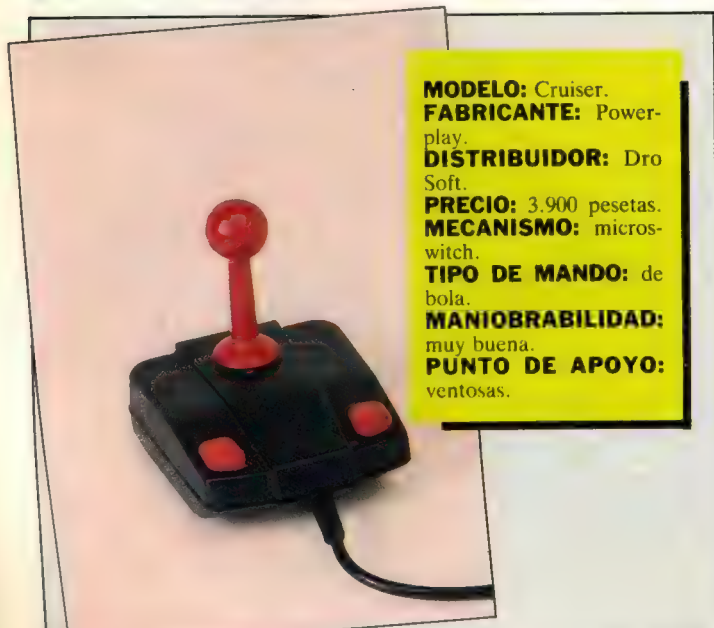 MODELO: Cruiser.
FABRICANTE: Power-
play.
DISTRIBUIDOR: Dro
Soft.
PRECIO: 3.900 pesetas.
MECANISMO: micros-
witch.
TIPO DE MANDO: de
bola.
MANIOBRABILIDAD:
muy buena.
PUNTO DE APOYO:
ventosas.